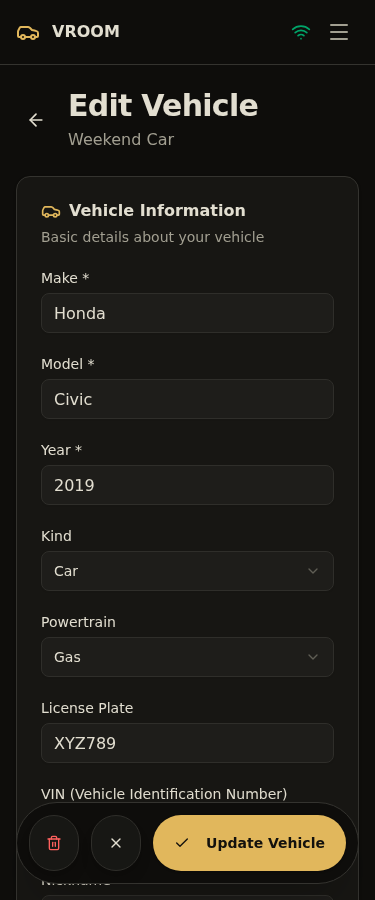 VROOM
Edit Vehicle
Weekend Car
Vehicle Information
Basic details about your vehicle
Make *
Honda
Model *
Civic
Year *
2019
Kind
Car
Powertrain
Gas
License Plate
XYZ789
VIN (Vehicle Identification Number)
Update Vehicle
Nickname